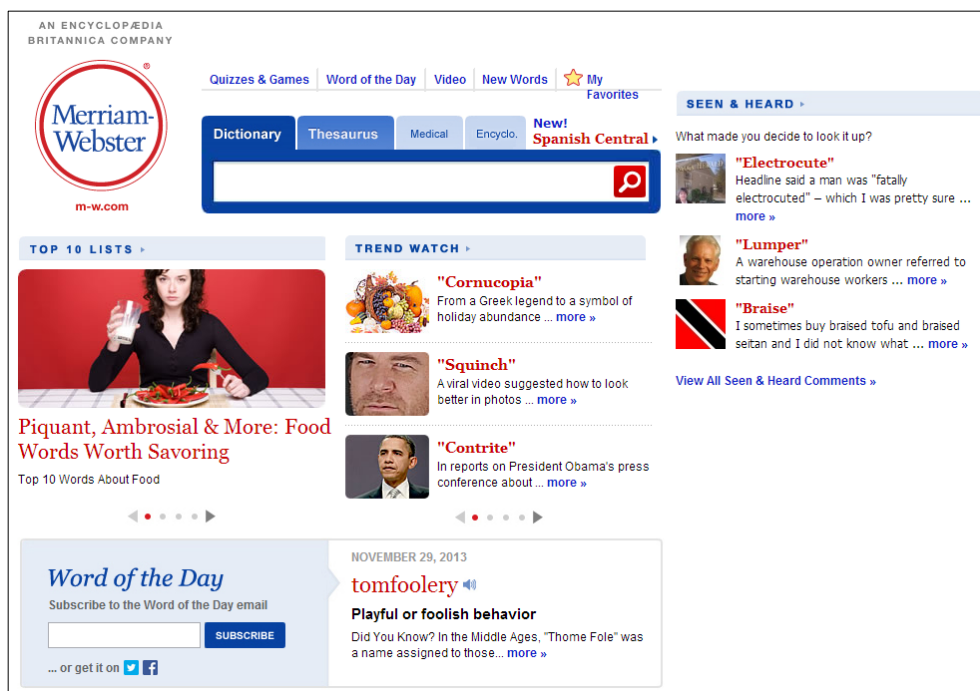 AN ENCYCLOPÆDIA
BRITANNICA COMPANY
Merriam-
Webster
®
m-w.com
Quizzes & Games
Word of the Day
Video
New Words
My
Favorites
Dictionary
Thesaurus
Medical
Encyclo.
New!
Spanish Central
TOP 10 LISTS
Piquant, Ambrosial & More: Food
Words Worth Savoring
Top 10 Words About Food
TREND WATCH
"Cornucopia"
From a Greek legend to a symbol of
holiday abundance ... more »
"Squinch"
A viral video suggested how to look
better in photos ... more »
"Contrite"
In reports on President Obama's press
conference about ... more »
SEEN & HEARD
What made you decide to look it up?
"Electrocute"
Headline said a man was "fatally
electrocuted" – which I was pretty sure ...
more »
"Lumper"
A warehouse operation owner referred to
starting warehouse workers ... more »
"Braise"
I sometimes buy braised tofu and braised
seitan and I did not know what ... more »
View All Seen & Heard Comments »
Word of the Day
Subscribe to the Word of the Day email
SUBSCRIBE
... or get it on
NOVEMBER 29, 2013
tomfoolery
Playful or foolish behavior
Did You Know? In the Middle Ages, "Thome Fole" was
a name assigned to those... more »